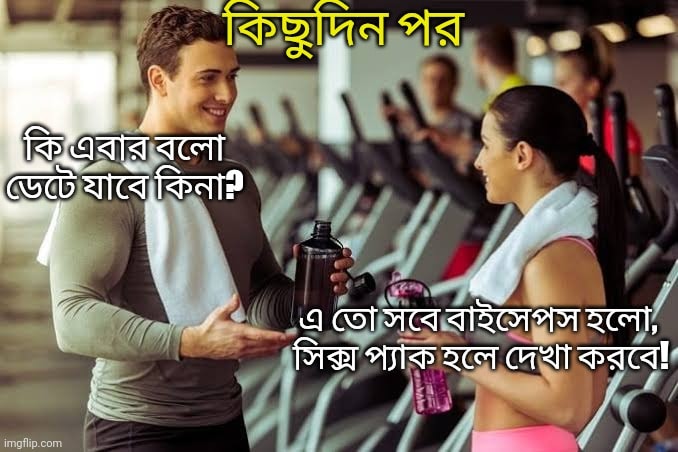 কিছুদিন পর
কি এবার বলো
ডেটে যাবে কিনা?
এ তো সবে বাইসেপস হলো,
সিক্স প্যাক হলে দেখা করবে!
imgflip.com